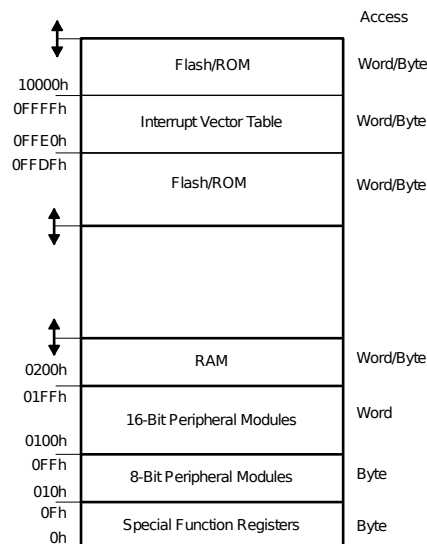 Access
Flash/ROM
Word/Byte
10000h
0FFFFh
Interrupt Vector Table
Word/Byte
0FFE0h
0FFDFh
Flash/ROM
Word/Byte
RAM
Word/Byte
0200h
01FFh
16-Bit Peripheral Modules
Word
0100h
0FFh
8-Bit Peripheral Modules
Byte
010h
0Fh
Special Function Registers
Byte
0h